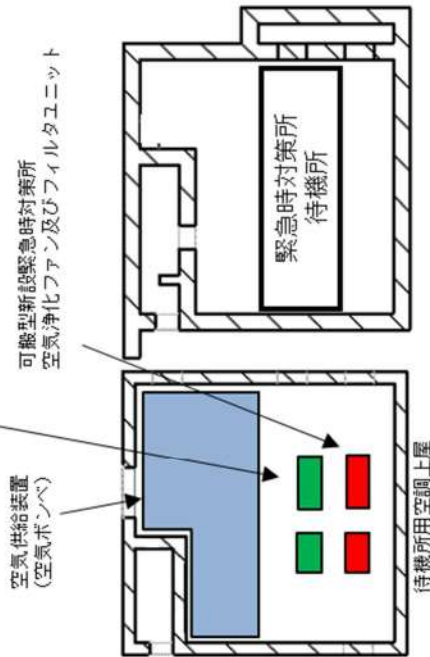 可搬型新設緊急時対策所
空気浄化ファン及びフィルタユニット
空気供給装置
(空気ボンベ)
緊急時対策所
待機所
待機所用空調上屋